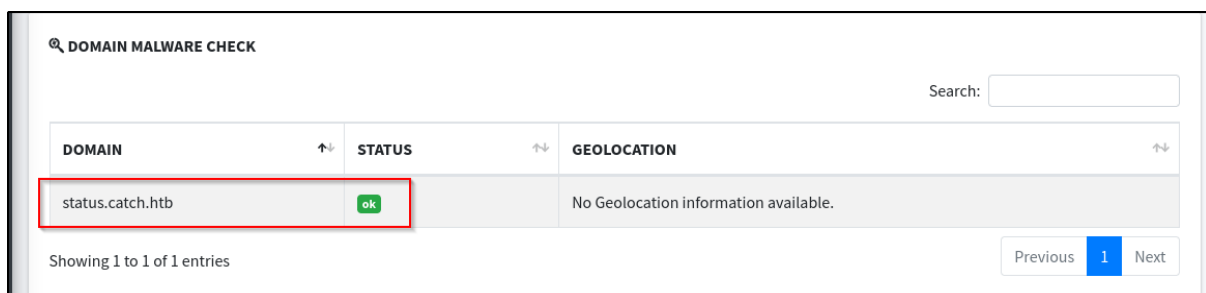 DOMAIN MALWARE CHECK
Search:
DOMAIN STATUS GEOLOCATION
status.catch.htb ok No Geolocation information available.
Showing 1 to 1 of 1 entries Previous 1 Next